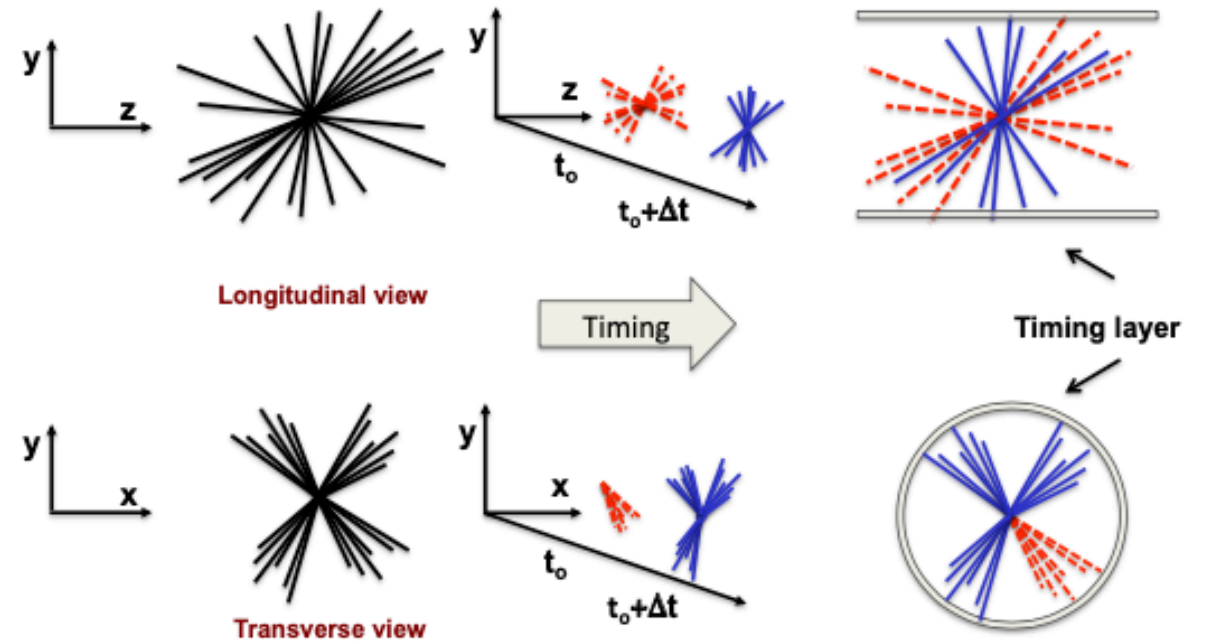 y
z
y
z
t₀
t₀+Δt
Longitudinal view
Timing
Timing layer
y
x
y
x
t₀
t₀+Δt
Transverse view